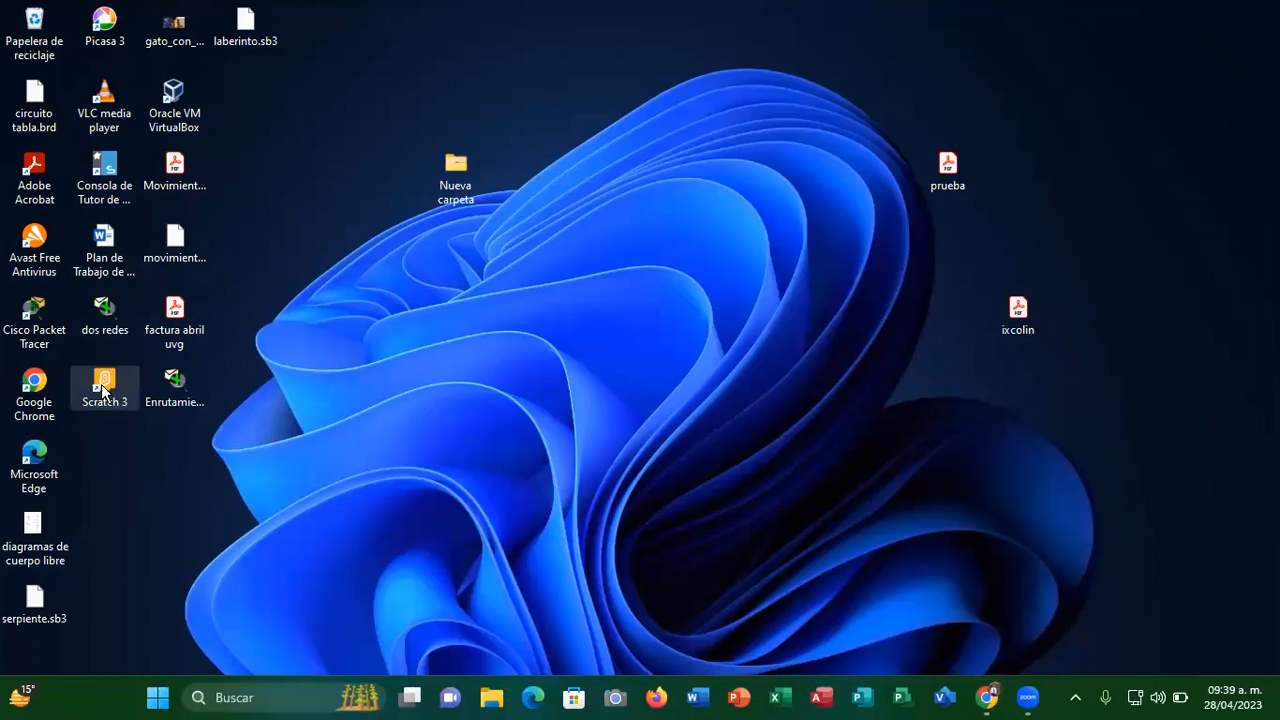 Papelera de
reciclaje
Picasa 3
gato_con_...
laberinto.sb3
circuito
tabla.brd
VLC media
player
Oracle VM
VirtualBox
Adobe
Acrobat
Consola de
Tutor de ...
Movimient...
Nueva
carpeta
prueba
Avast Free
Antivirus
Plan de
Trabajo de ...
movimient...
Cisco Packet
Tracer
dos redes
factura abril
uvg
ixcolin
Google
Chrome
Scratch 3
Enrutamie...
Microsoft
Edge
diagramas de
cuerpo libre
serpiente.sb3
15°
Buscar
zoom
09:39 a. m.
28/04/2023